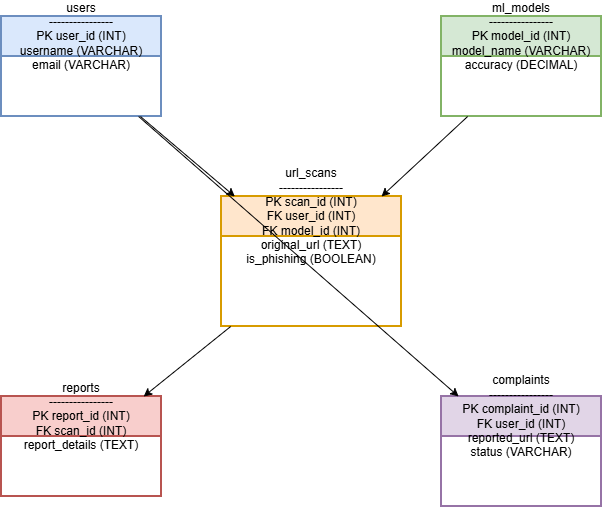 users
----------------
PK user_id (INT)
username (VARCHAR)
email (VARCHAR)
ml_models
----------------
PK model_id (INT)
model_name (VARCHAR)
accuracy (DECIMAL)
url_scans
----------------
PK scan_id (INT)
FK user_id (INT)
FK model_id (INT)
original_url (TEXT)
is_phishing (BOOLEAN)
reports
----------------
PK report_id (INT)
FK scan_id (INT)
report_details (TEXT)
complaints
----------------
PK complaint_id (INT)
FK user_id (INT)
reported_url (TEXT)
status (VARCHAR)